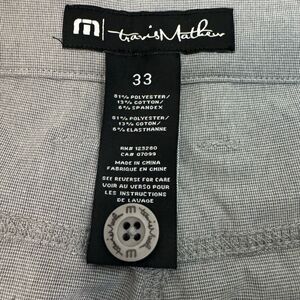 m | TravisMathew
33
81% POLYESTER/
13% COTTON/
6% SPANDEX
81% POLYESTER/
13% COTON/
6% ELASTHANNE
RN# 123280
CA# 07099
MADE IN CHINA
FABRIQUE EN CHINE
SEE REVERSE FOR CARE
VOIR AU VERSO POUR
LES INSTRUCTIONS
DE LAVAGE